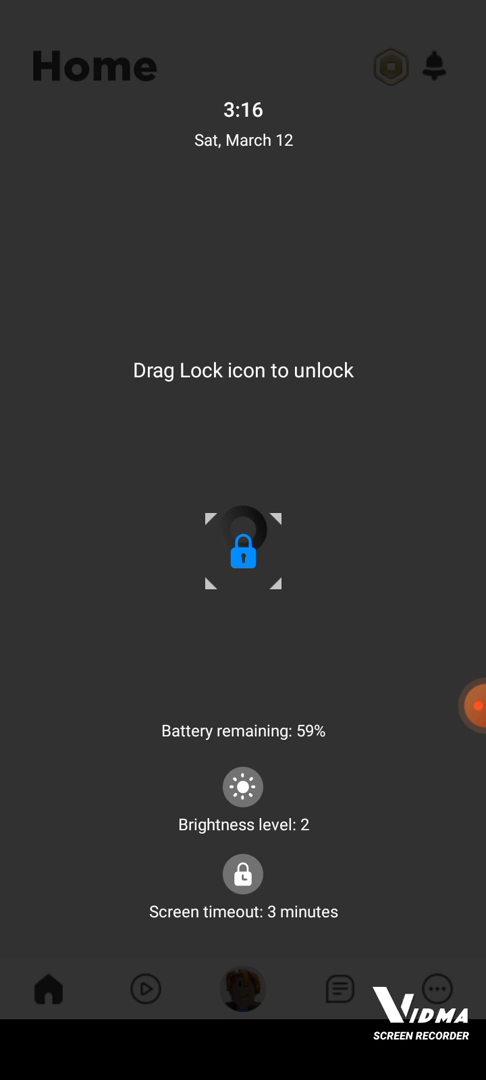 Home
3:16
Sat, March 12
Drag Lock icon to unlock
Battery remaining: 59%
Brightness level: 2
Screen timeout: 3 minutes
VIDMA
SCREEN RECORDER